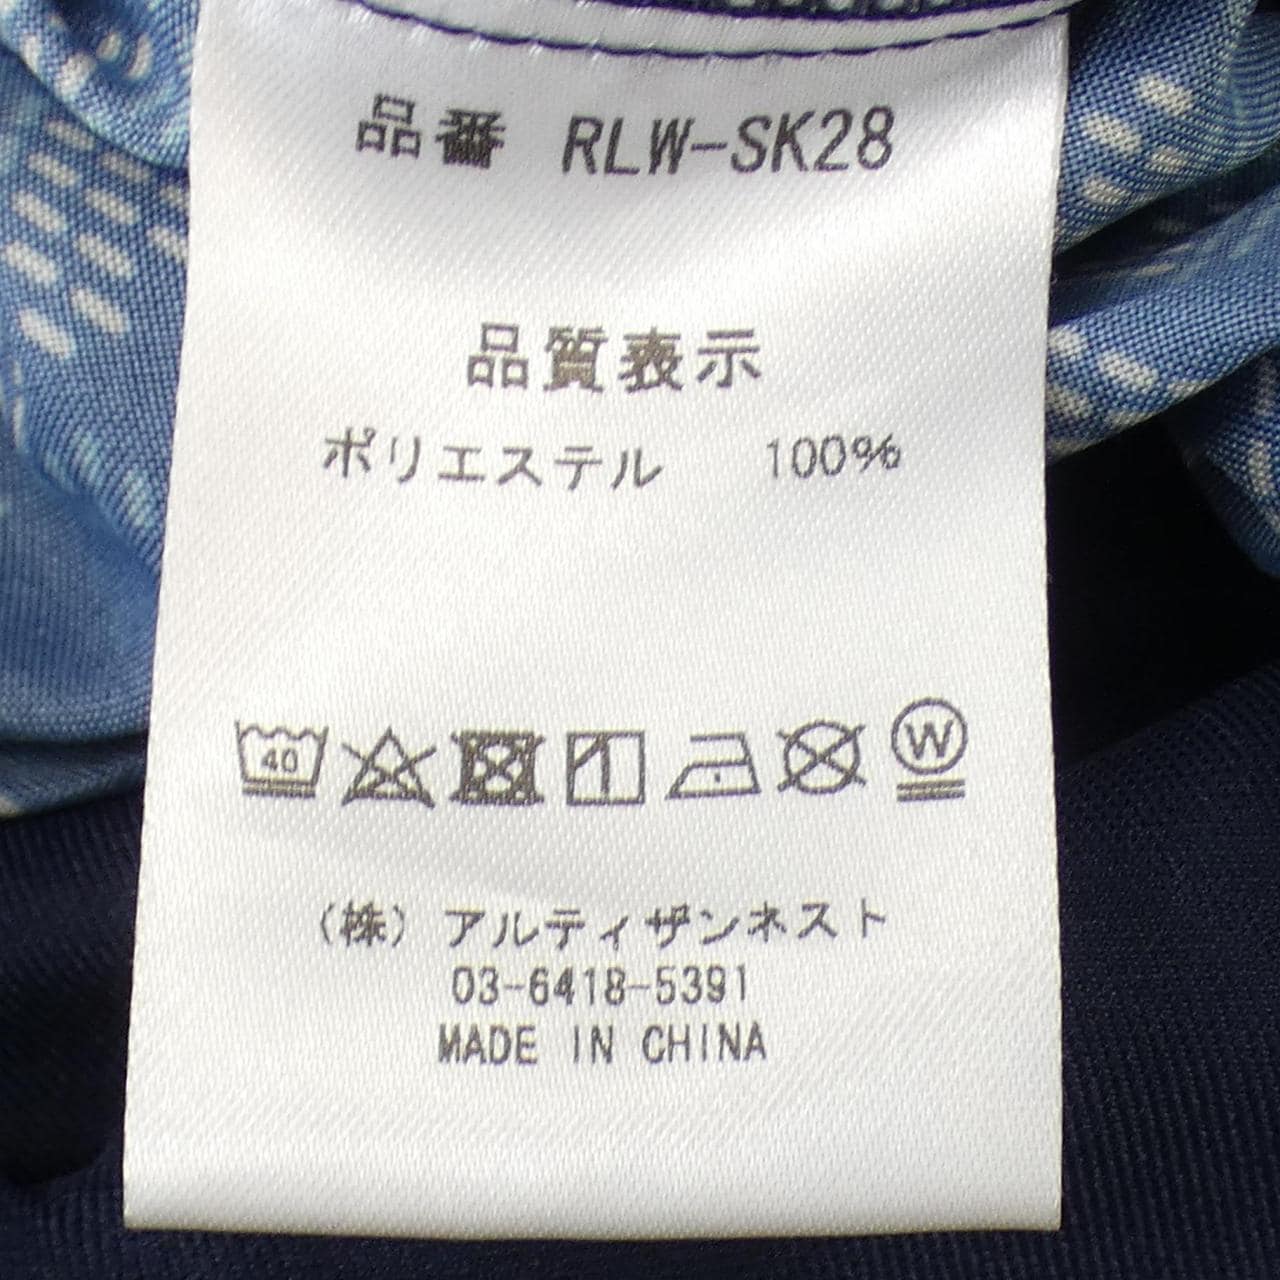 品番 RLW-SK28
品質表示
ポリエステル 100%
40 W
(株) アルティザンネスト
03-6418-5391
MADE IN CHINA